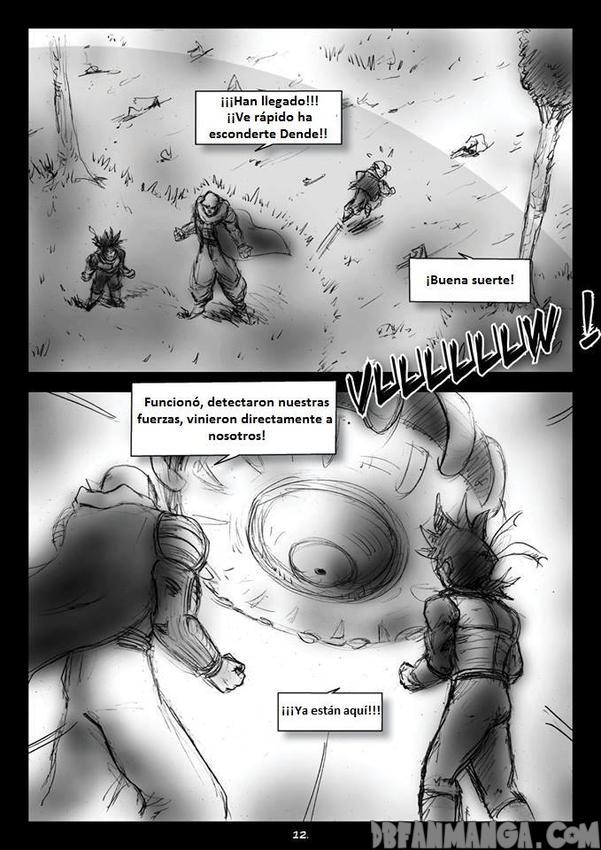 ¡¡¡Han llegado!!!
¡¡Ve rápido ha
esconderte Dende!!
¡Buena suerte!
VUUUUUUUW !
Funcionó, detectaron nuestras
fuerzas, vinieron directamente a
nosotros!
¡¡¡Ya están aquí!!!
12.
DBFANMANGA.COM